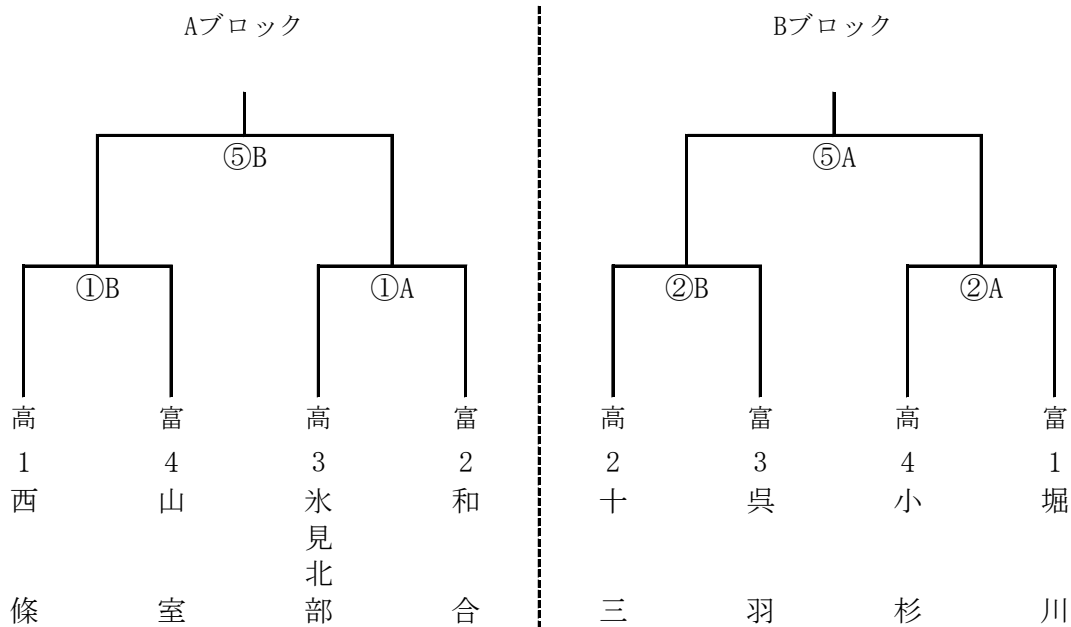 Aブロック
Bブロック
⑤B
⑤A
①B
①A
②B
②A
高 富 高 富 高 富 高 富
1 4 3 2 2 3 4 1
西條
山室
氷見北部
和合
十三
呉羽
小杉
堀川